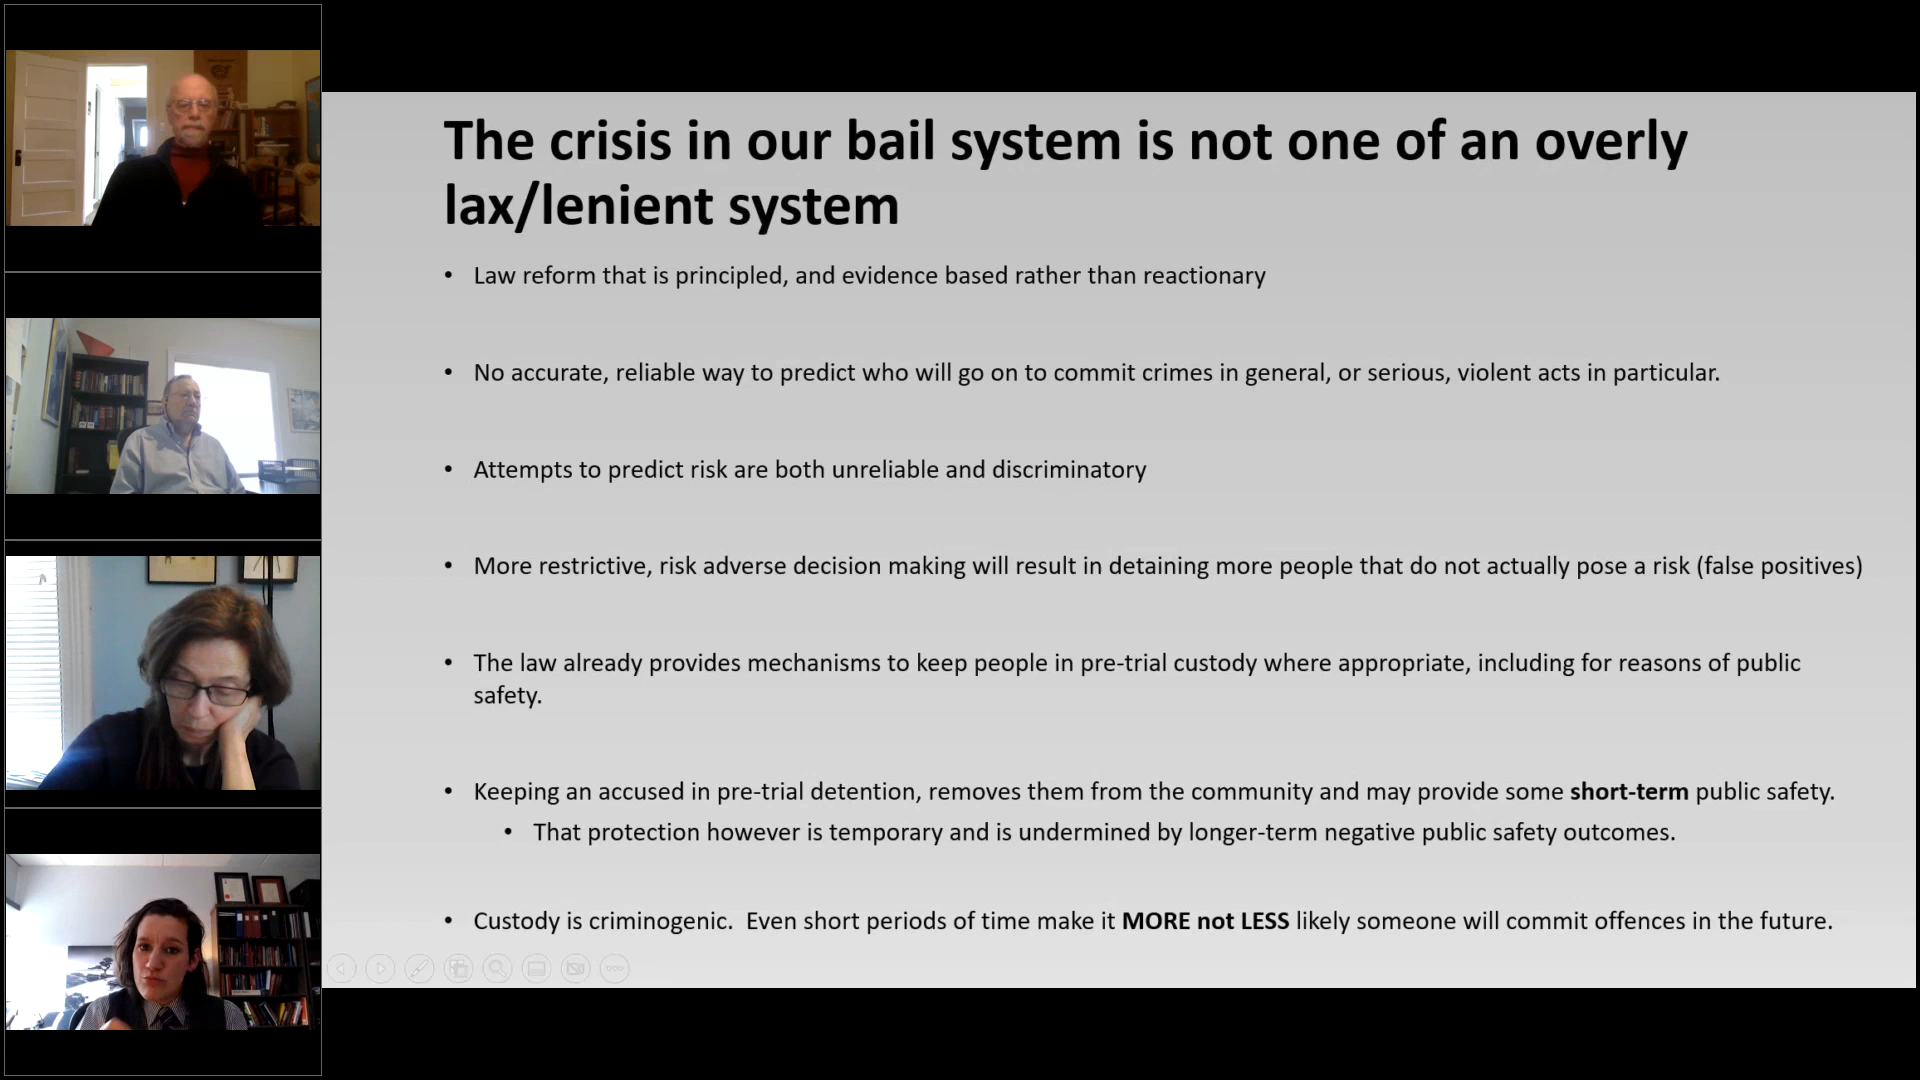 The crisis in our bail system is not one of an overly
lax/lenient system
• Law reform that is principled, and evidence based rather than reactionary
• No accurate, reliable way to predict who will go on to commit crimes in general, or serious, violent acts in particular.
• Attempts to predict risk are both unreliable and discriminatory
• More restrictive, risk adverse decision making will result in detaining more people that do not actually pose a risk (false positives)
• The law already provides mechanisms to keep people in pre-trial custody where appropriate, including for reasons of public
safety.
• Keeping an accused in pre-trial detention, removes them from the community and may provide some short-term public safety.
• That protection however is temporary and is undermined by longer-term negative public safety outcomes.
• Custody is criminogenic.  Even short periods of time make it MORE not LESS likely someone will commit offences in the future.